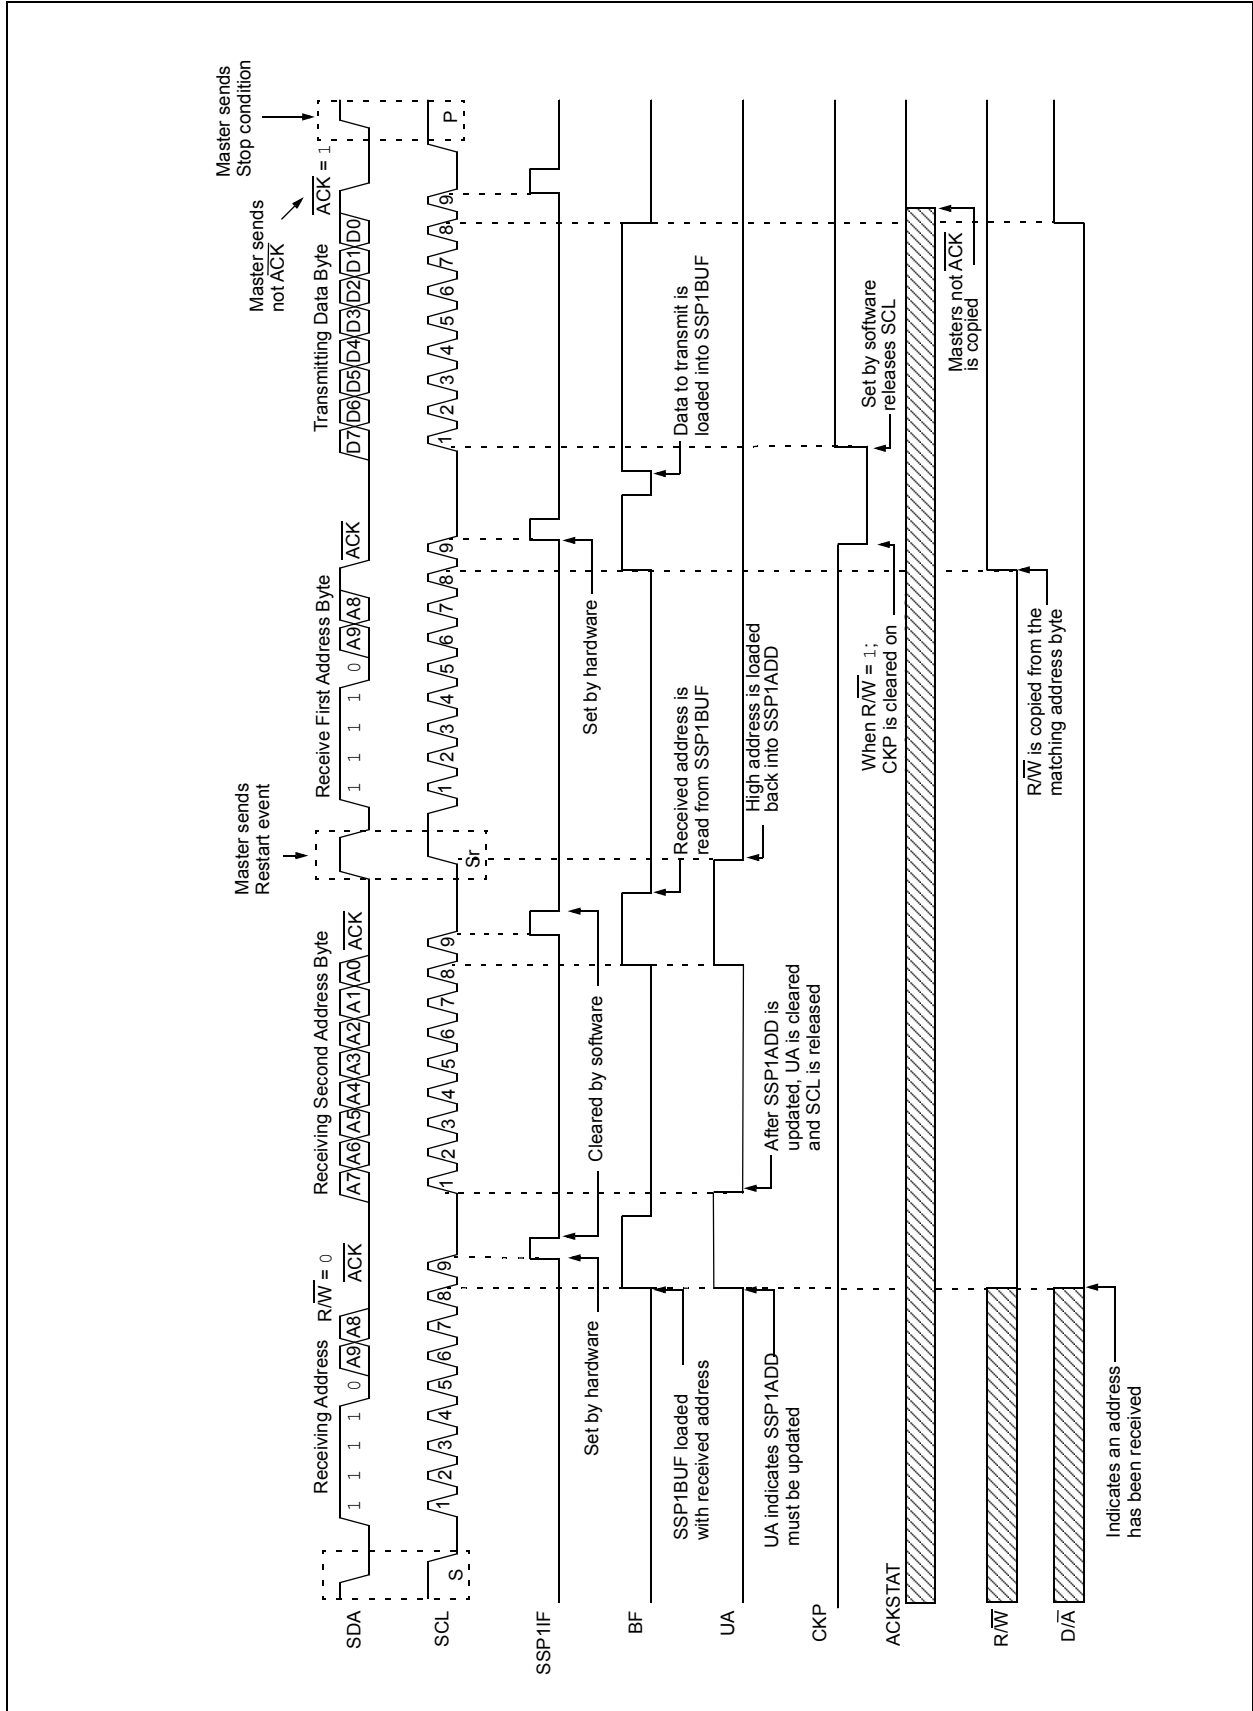 Master sends
Stop condition
Master sends
not ACK
Master sends
Restart event
Receiving Address R/W = 0
ACK
Receiving Second Address Byte
ACK
Receive First Address Byte
ACK
Transmitting Data Byte
ACK = 1
SDA
1 1 1 1 0 A9 A8
A7 A6 A5 A4 A3 A2 A1 A0
1 1 1 1 0 A9 A8
D7 D6 D5 D4 D3 D2 D1 D0
SCL
S
1 2 3 4 5 6 7 8 9
1 2 3 4 5 6 7 8 9
Sr
1 2 3 4 5 6 7 8 9
1 2 3 4 5 6 7 8 9
P
SSP1IF
Set by hardware
Cleared by software
Set by hardware
BF
SSP1BUF loaded
with received address
Received address is
read from SSP1BUF
Data to transmit is
loaded into SSP1BUF
UA
UA indicates SSP1ADD
must be updated
After SSP1ADD is
updated, UA is cleared
and SCL is released
High address is loaded
back into SSP1ADD
CKP
When R/W = 1;
CKP is cleared on
Set by software
releases SCL
ACKSTAT
Masters not ACK
is copied
R/W
R/W is copied from the
matching address byte
D/A
Indicates an address
has been received